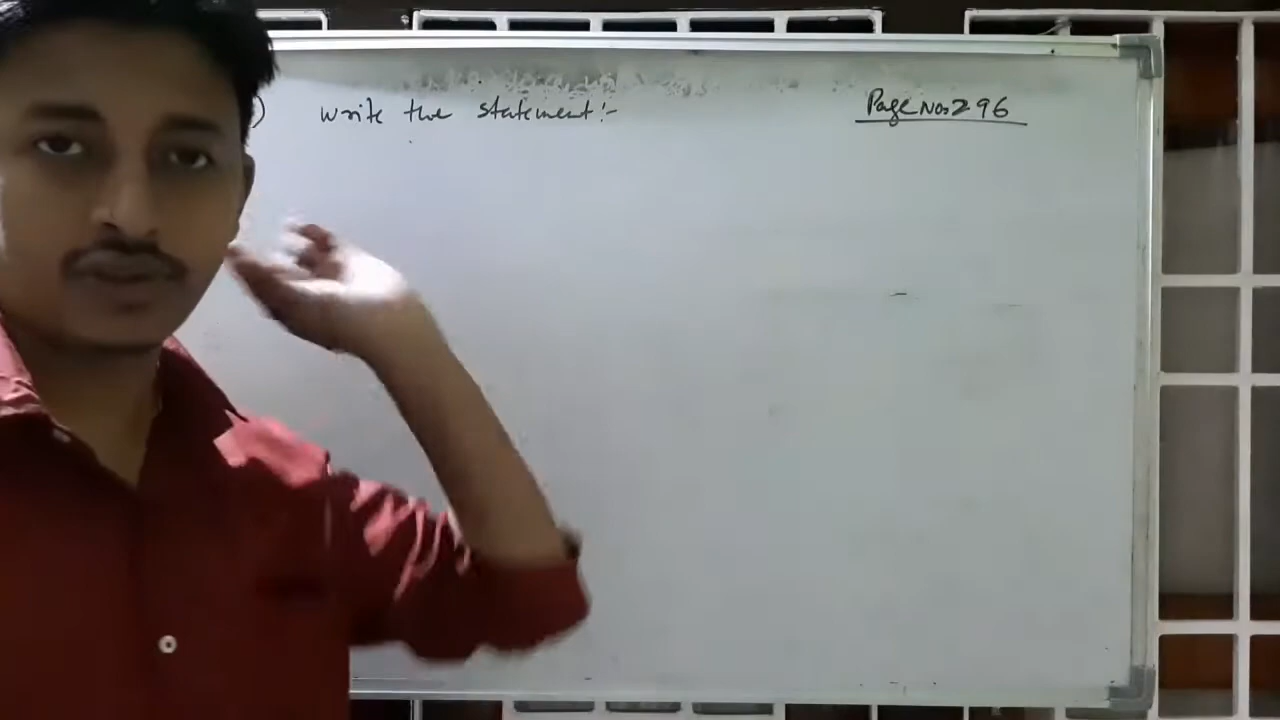 ) write the statement:-
Page No:296